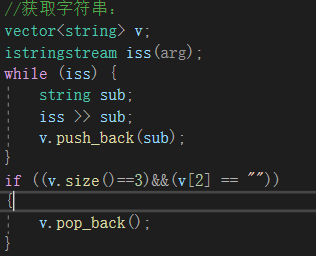 //获取字符串：
vector<string> v;
istringstream iss(arg);
while (iss) {
string sub;
iss >> sub;
v.push_back(sub);
}
if ((v.size()==3)&&(v[2] == ""))
{
v.pop_back();
}